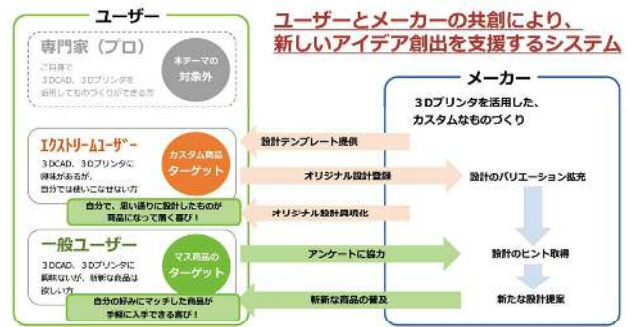 ユーザー
ユーザーとメーカーの共創により、
新しいアイデア創出を支援するシステム
専門家（プロ）
ご自身で
３DCAD、３Dプリンタを
活用してものづくりができる方
本テーマの
対象外
メーカー
３Dプリンタを活用した、
カスタムなものづくり
エクストリームユーザー
３DCAD、３Dプリンタに
興味があるが、
自分では使いこなせない方
カスタム商品
ターゲット
自分で、思い通りに設計したものが
商品になって届く喜び！
設計テンプレート提供
オリジナル設計登録
オリジナル設計具現化
設計のバリエーション拡充
一般ユーザー
３DCAD、３Dプリンタに
興味ないが、斬新な商品は
欲しい方
マス商品の
ターゲット
自分の好みにマッチした商品が
手軽に入手できる喜び！
アンケートに協力
斬新な商品の普及
設計のヒント取得
新たな設計提案